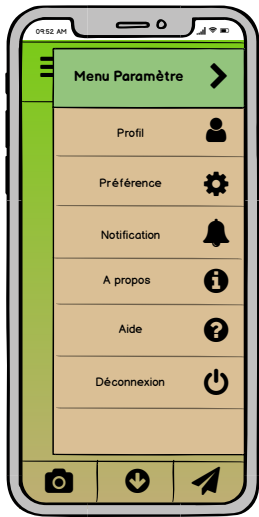 09:52 AM
Menu Paramètre
Profil
Préférence
Notification
A propos
Aide
Déconnexion